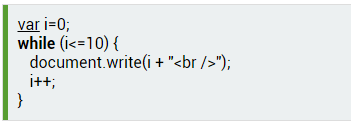 var i=0;
while (i<=10) {
document.write(i + "<br />");
i++;
}